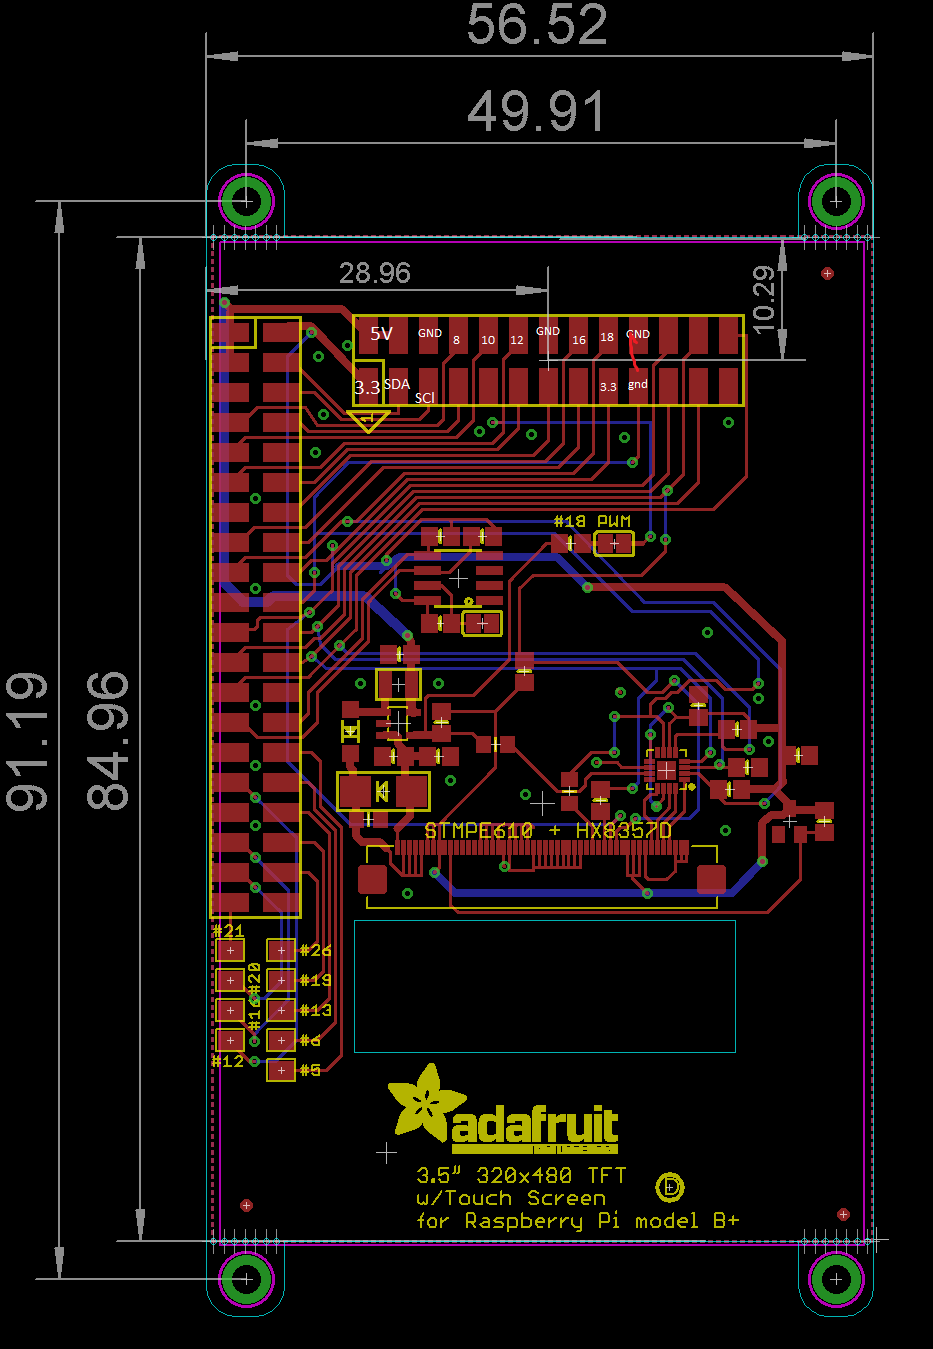 56.52
49.91
28.96
10.29
5V
GND
8
10
12
GND
16
18
GND
3.3
SDA
SCI
3.3
gnd
1
#18 PWM
91.19
84.96
STMPE610 + HX8357D
#21
#26
#20
#19
#16
#13
#6
#12
#5
adafruit
3.5" 320x480 TFT
w/Touch Screen
for Raspberry Pi model B+